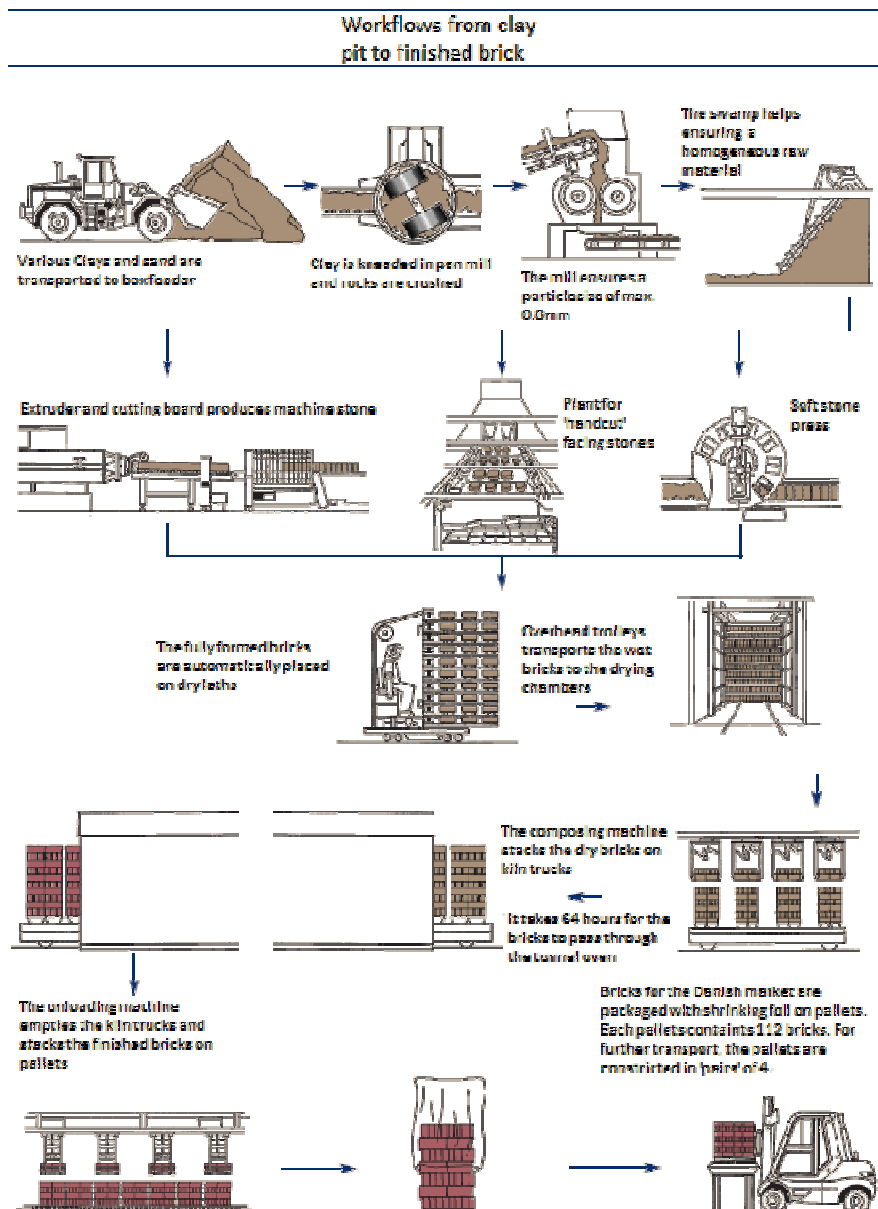 Workflows from clay
pit to finished brick
The swamp helps
ensuring a
homogeneous raw
material
Various Clays and sand are
transported to boxfeeder
Clay is kneaded in pan mill
and rocks are crushed
The mill ensures a
particlesize of max.
Extruder and cutting board produces machine stone
Plant for
'handcut'
facing stones
Soft stone
press
The fully formed bricks
are automatically placed
on dry laths
Overhead trolleys
transports the wet
bricks to the drying
chambers
The composing machine
stacks the dry bricks on
kiln trucks
It takes 64 hours for the
bricks to pass through
the tunnel oven
The unloading machine
empties the kiln trucks and
stacks the finished bricks on
pallets
Bricks for the Danish market are
packaged with shrinking foil on pallets.
Each pallets containts 112 bricks. For
further transport, the pallets are
constricted in 'pairs' of 4.